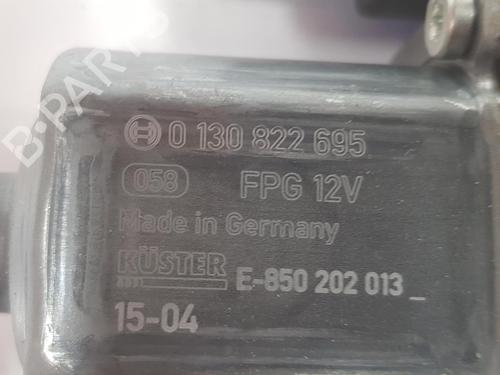 B-PARTS
0 130 822 695
058 FPG 12V
Made in Germany
KÜSTER E-850 202 013 _
15-04